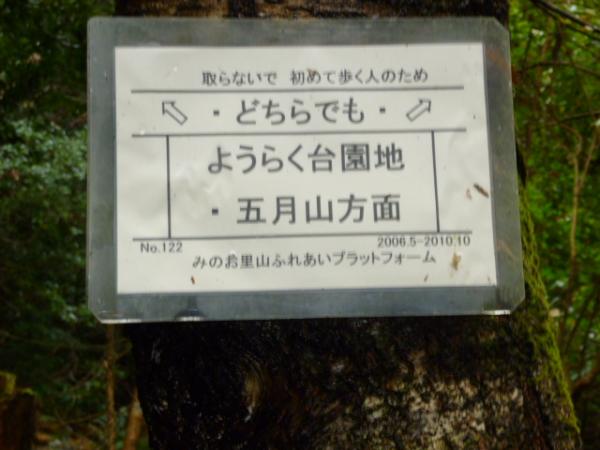 取らないで 初めて歩く人のため
・どちらでも・
ようらく台園地
・五月山方面
No.122 2006.5-2010.10
みのお里山ふれあいプラットフォーム